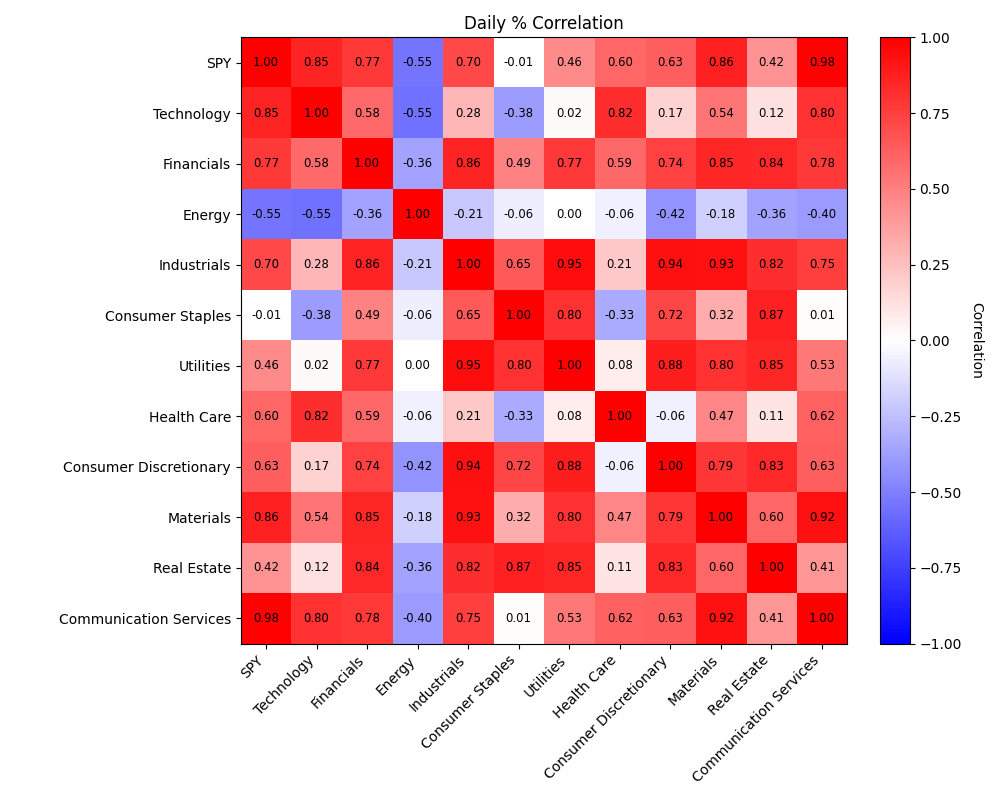 Daily % Correlation
SPY 1.00 0.85 0.77 -0.55 0.70 -0.01 0.46 0.60 0.63 0.86 0.42 0.98
Technology 0.85 1.00 0.58 -0.55 0.28 -0.38 0.02 0.82 0.17 0.54 0.12 0.80
Financials 0.77 0.58 1.00 -0.36 0.86 0.49 0.77 0.59 0.74 0.85 0.84 0.78
Energy -0.55 -0.55 -0.36 1.00 -0.21 -0.06 0.00 -0.06 -0.42 -0.18 -0.36 -0.40
Industrials 0.70 0.28 0.86 -0.21 1.00 0.65 0.95 0.21 0.94 0.93 0.82 0.75
Consumer Staples -0.01 -0.38 0.49 -0.06 0.65 1.00 0.80 -0.33 0.72 0.32 0.87 0.01
Utilities 0.46 0.02 0.77 0.00 0.95 0.80 1.00 0.08 0.88 0.80 0.85 0.53
Health Care 0.60 0.82 0.59 -0.06 0.21 -0.33 0.08 1.00 -0.06 0.47 0.11 0.62
Consumer Discretionary 0.63 0.17 0.74 -0.42 0.94 0.72 0.88 -0.06 1.00 0.79 0.83 0.63
Materials 0.86 0.54 0.85 -0.18 0.93 0.32 0.80 0.47 0.79 1.00 0.60 0.92
Real Estate 0.42 0.12 0.84 -0.36 0.82 0.87 0.85 0.11 0.83 0.60 1.00 0.41
Communication Services 0.98 0.80 0.78 -0.40 0.75 0.01 0.53 0.62 0.63 0.92 0.41 1.00
SPY
Technology
Financials
Energy
Industrials
Consumer Staples
Utilities
Health Care
Consumer Discretionary
Materials
Real Estate
Communication Services
1.00
0.75
0.50
0.25
0.00
−0.25
−0.50
−0.75
−1.00
Correlation